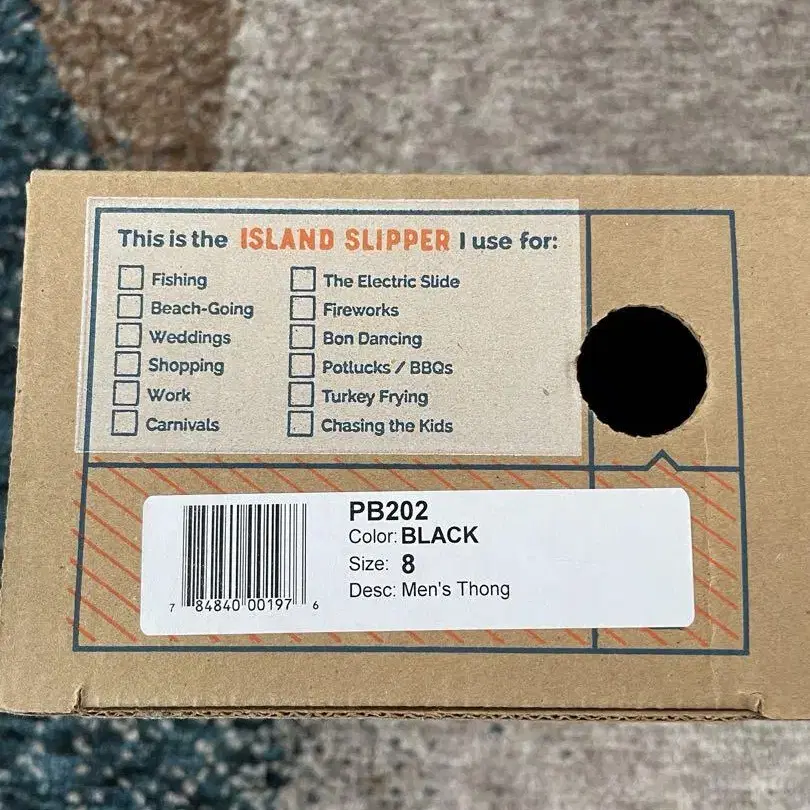 This is the ISLAND SLIPPER I use for:
Fishing
Beach-Going
Weddings
Shopping
Work
Carnivals
The Electric Slide
Fireworks
Bon Dancing
Potlucks / BBQs
Turkey Frying
Chasing the Kids
PB202
Color: BLACK
Size: 8
Desc: Men's Thong
7 84840 00197 6